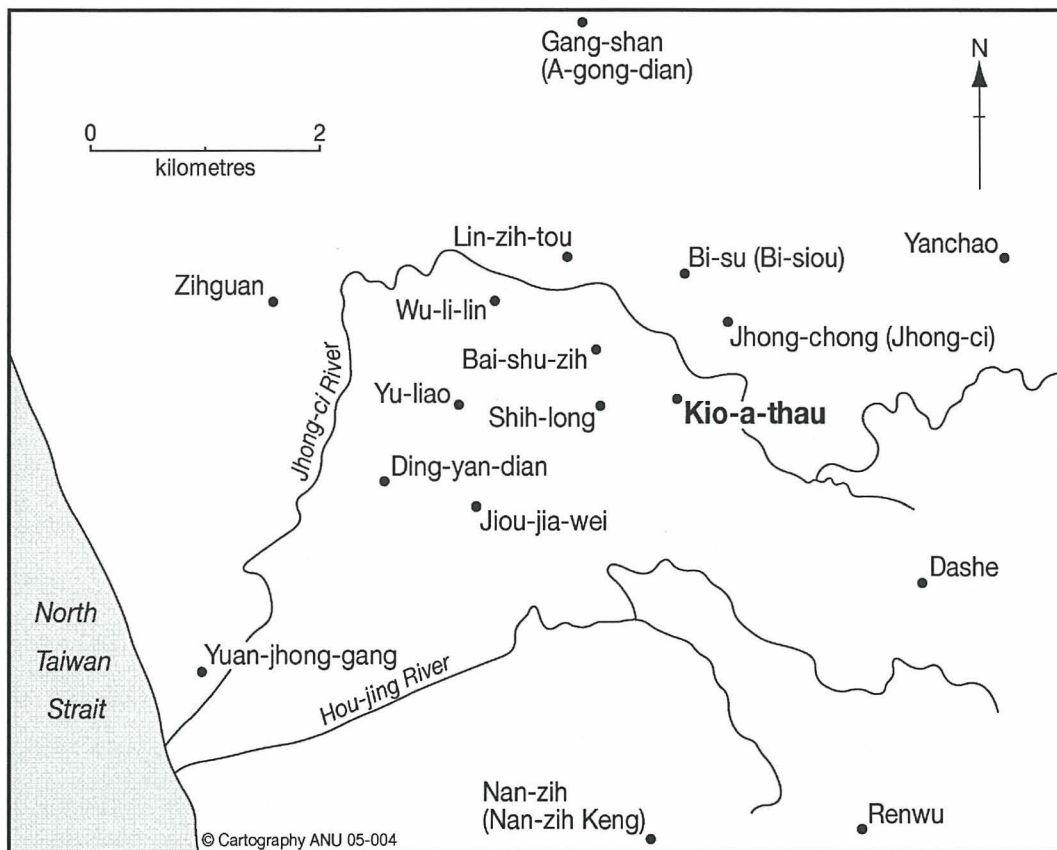 Gang-shan
(A-gong-dian)
N
0 2
kilometres
Lin-zih-tou
Bi-su (Bi-siou)
Yanchao
Zihguan
Wu-li-lin
Jhong-chong (Jhong-ci)
Bai-shu-zih
Yu-liao
Shih-long
Kio-a-thau
Jhong-ci River
Ding-yan-dian
Jiou-jia-wei
Dashe
North
Taiwan
Strait
Yuan-jhong-gang
Hou-jing River
Nan-zih
(Nan-zih Keng)
Renwu
© Cartography ANU 05-004